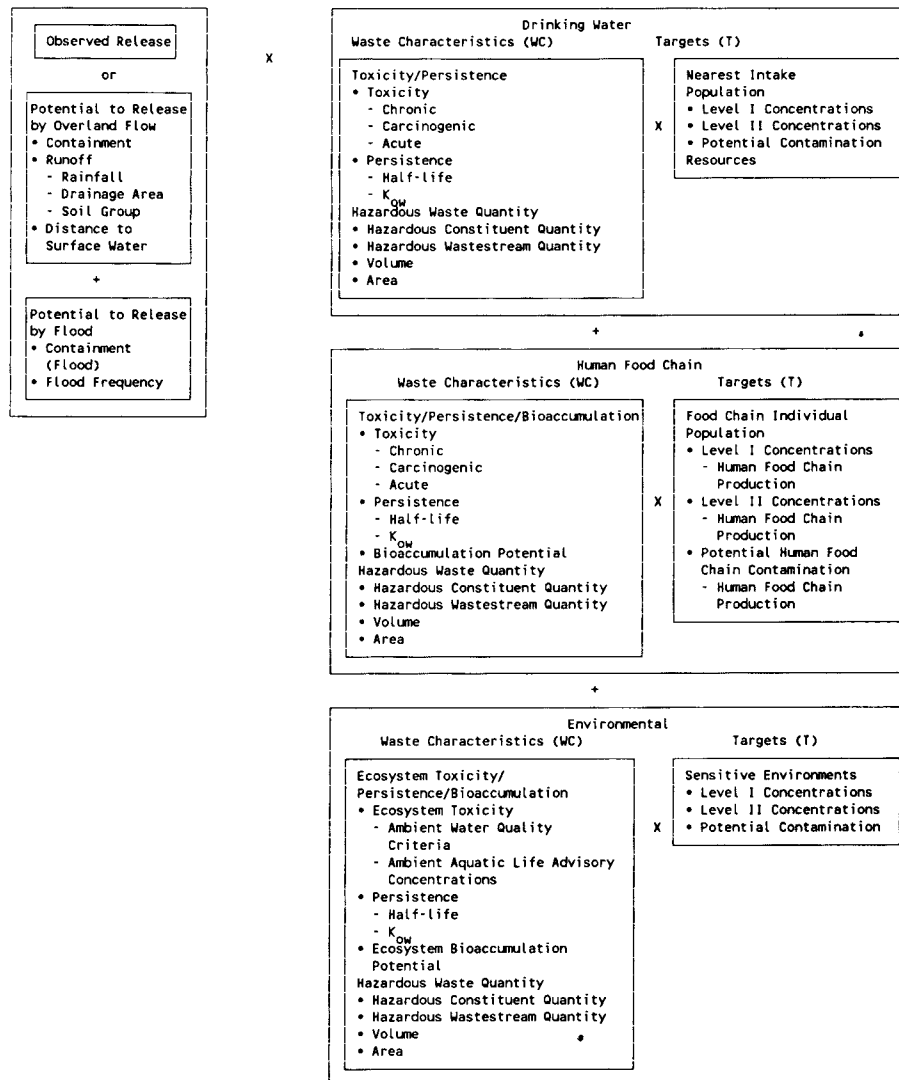 Observed Release
or
Potential to Release
by Overland Flow
• Containment
• Runoff
- Rainfall
- Drainage Area
- Soil Group
• Distance to
Surface Water
+
Potential to Release
by Flood
• Containment
(Flood)
• Flood Frequency
X
Drinking Water
Waste Characteristics (WC)
Toxicity/Persistence
• Toxicity
- Chronic
- Carcinogenic
- Acute
• Persistence
- Half-life
- Kow
Hazardous Waste Quantity
• Hazardous Constituent Quantity
• Hazardous Wastestream Quantity
• Volume
• Area
X
Targets (T)
Nearest Intake
Population
• Level I Concentrations
• Level II Concentrations
• Potential Contamination
Resources
+
Human Food Chain
Waste Characteristics (WC)
Toxicity/Persistence/Bioaccumulation
• Toxicity
- Chronic
- Carcinogenic
- Acute
• Persistence
- Half-life
- Kow
• Bioaccumulation Potential
Hazardous Waste Quantity
• Hazardous Constituent Quantity
• Hazardous Wastestream Quantity
• Volume
• Area
X
Targets (T)
Food Chain Individual
Population
• Level I Concentrations
- Human Food Chain
Production
• Level II Concentrations
- Human Food Chain
Production
• Potential Human Food
Chain Contamination
- Human Food Chain
Production
+
Environmental
Waste Characteristics (WC)
Ecosystem Toxicity/
Persistence/Bioaccumulation
• Ecosystem Toxicity
- Ambient Water Quality
Criteria
- Ambient Aquatic Life Advisory
Concentrations
• Persistence
- Half-life
- Kow
• Ecosystem Bioaccumulation
Potential
Hazardous Waste Quantity
• Hazardous Constituent Quantity
• Hazardous Wastestream Quantity
• Volume
• Area
X
Targets (T)
Sensitive Environments
• Level I Concentrations
• Level II Concentrations
• Potential Contamination